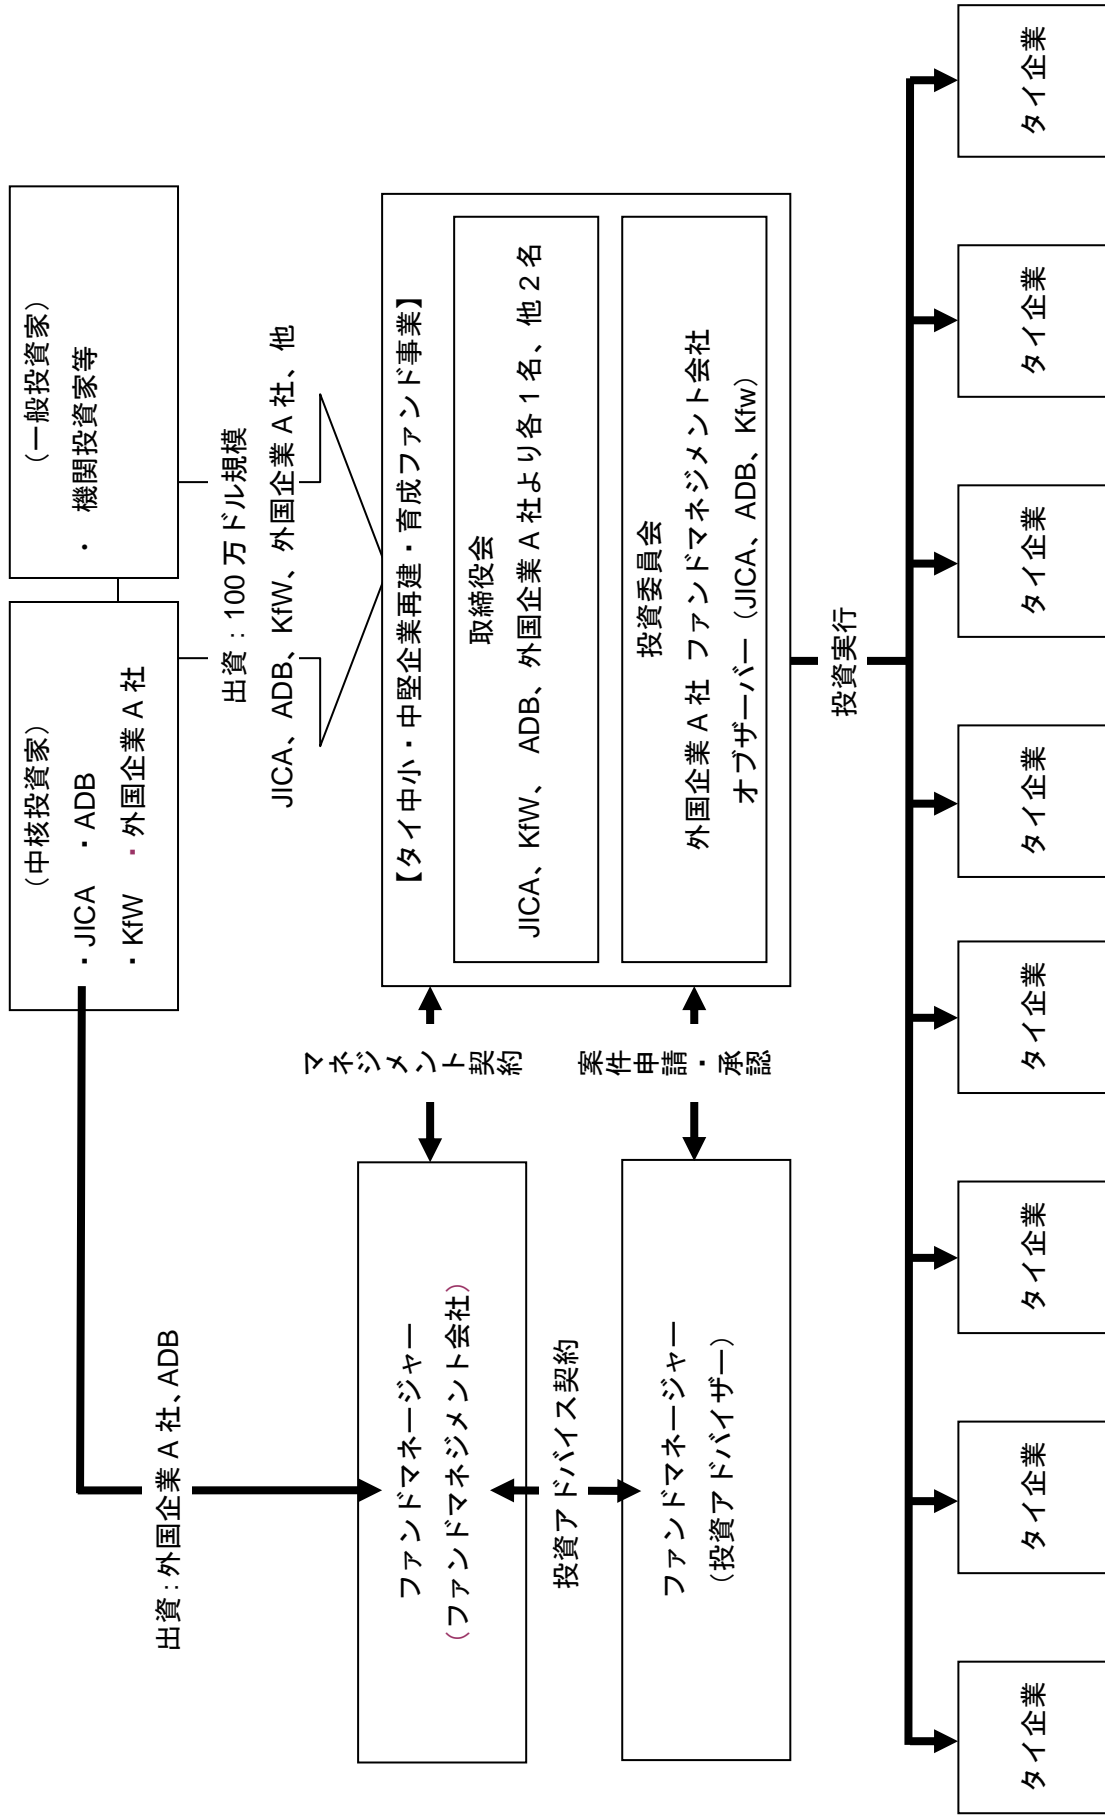 （中核投資家）
・JICA ・ADB
・KfW ・外国企業 A 社
（一般投資家）
・ 機関投資家等
出資：外国企業 A 社、ADB
出資：100 万ドル規模
JICA、ADB、KfW、外国企業 A 社、他
ファンドマネージャー
（ファンドマネジメント会社）
マネジメント契約
【タイ中小・中堅企業再建・育成ファンド事業】
取締役会
JICA、KfW、 ADB、外国企業 A 社より各 1 名、他 2 名
投資アドバイス契約
ファンドマネージャー
（投資アドバイザー）
案件申請・承認
投資委員会
外国企業 A 社 ファンドマネジメント会社
オブザーバー（JICA、ADB、Kfw）
投資実行
タイ企業
タイ企業
タイ企業
タイ企業
タイ企業
タイ企業
タイ企業
タイ企業